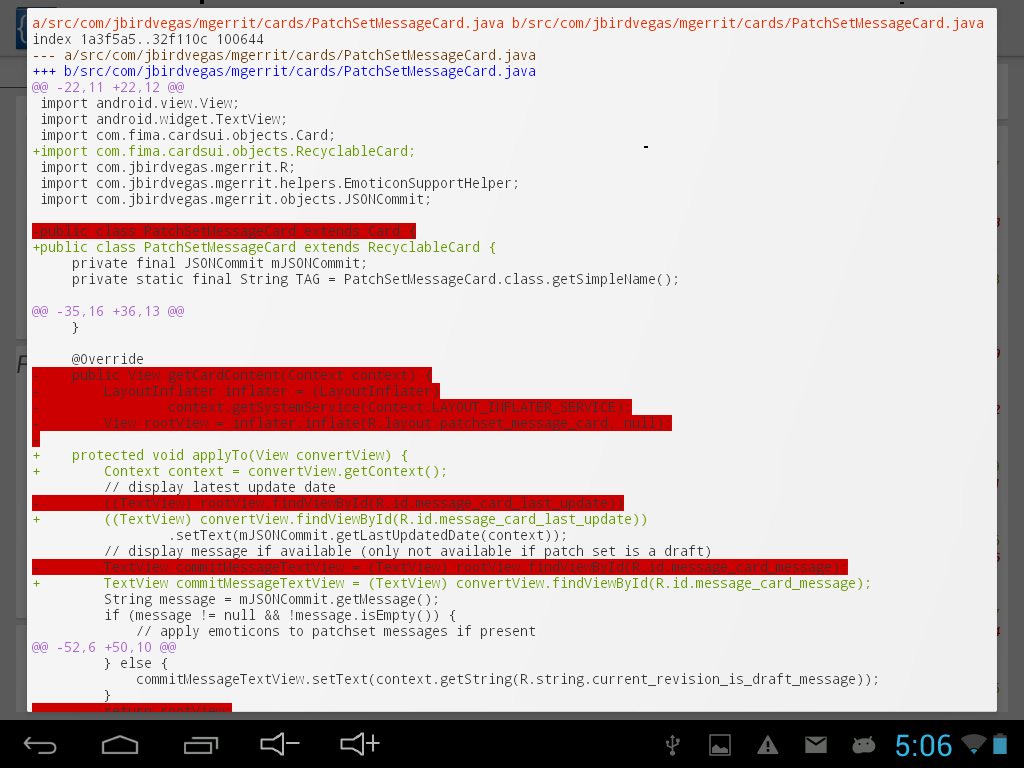 a/src/com/jbirdvegas/mgerrit/cards/PatchSetMessageCard.java b/src/com/jbirdvegas/mgerrit/cards/PatchSetMessageCard.java
index 1a3f5a5..32f110c 100644
--- a/src/com/jbirdvegas/mgerrit/cards/PatchSetMessageCard.java
+++ b/src/com/jbirdvegas/mgerrit/cards/PatchSetMessageCard.java
@@ -22,11 +22,12 @@
 import android.view.View;
 import android.widget.TextView;
 import com.fima.cardsui.objects.Card;
+import com.fima.cardsui.objects.RecyclableCard;
 import com.jbirdvegas.mgerrit.R;
 import com.jbirdvegas.mgerrit.helpers.EmoticonSupportHelper;
 import com.jbirdvegas.mgerrit.objects.JSONCommit;
-public class PatchSetMessageCard extends Card {
+public class PatchSetMessageCard extends RecyclableCard {
     private final JSONCommit mJSONCommit;
     private static final String TAG = PatchSetMessageCard.class.getSimpleName();
@@ -35,16 +36,13 @@
     }
     @Override
-    public View getCardContent(Context context) {
-        LayoutInflater inflater = (LayoutInflater)
-                context.getSystemService(Context.LAYOUT_INFLATER_SERVICE);
-        View rootView = inflater.inflate(R.layout.patchset_message_card, null);
-
+    protected void applyTo(View convertView) {
+        Context context = convertView.getContext();
         // display latest update date
-        ((TextView) rootView.findViewById(R.id.message_card_last_update))
+        ((TextView) convertView.findViewById(R.id.message_card_last_update))
                 .setText(mJSONCommit.getLastUpdatedDate(context));
         // display message if available (only not available if patch set is a draft)
-        TextView commitMessageTextView = (TextView) rootView.findViewById(R.id.message_card_message);
+        TextView commitMessageTextView = (TextView) convertView.findViewById(R.id.message_card_message);
         String message = mJSONCommit.getMessage();
         if (message != null && !message.isEmpty()) {
             // apply emoticons to patchset messages if present
@@ -52,6 +50,10 @@
         } else {
             commitMessageTextView.setText(context.getString(R.string.current_revision_is_draft_message));
         }
-        return rootView;
5:06